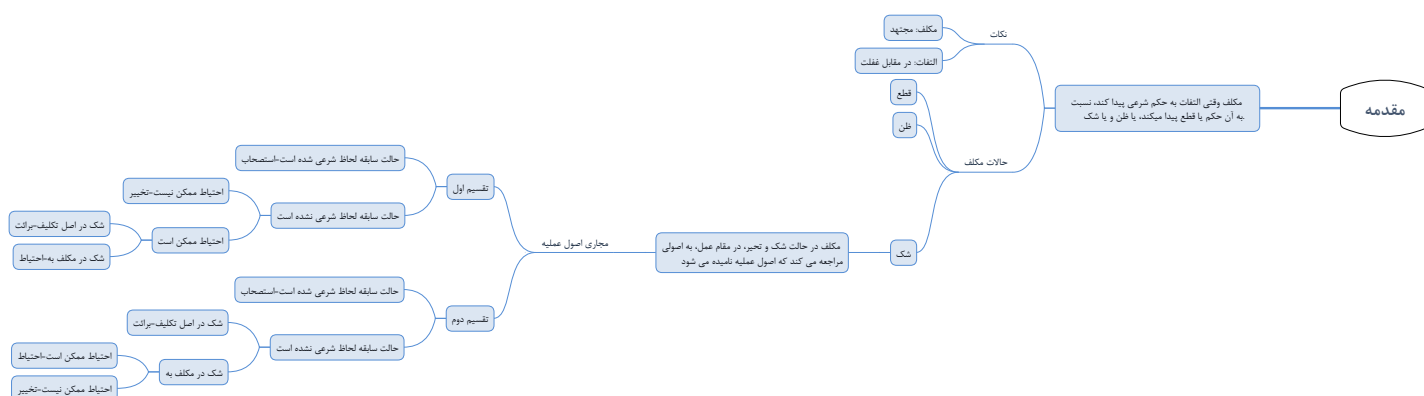 مقدمه
مکلف وقتی التفات به حکم شرعی پیدا کند، نسبت
به آن حکم یا قطع پیدا میکند، یا ظن و یا شک.
نکات
مکلف: مجتهد
التفات: در مقابل غفلت
حالات مکلف
قطع
ظن
شک
مکلف در حالت شک و تحیر، در مقام عمل، به اصولی
مراجعه می کند که اصول عملیه نامیده می شود
مجاری اصول عملیه
تقسیم اول
حالت سابقه لحاظ شرعی شده است-استصحاب
حالت سابقه لحاظ شرعی نشده است
احتیاط ممکن نیست-تخییر
احتیاط ممکن است
شک در اصل تکلیف-برائت
شک در مکلف به-احتیاط
تقسیم دوم
حالت سابقه لحاظ شرعی شده است-استصحاب
حالت سابقه لحاظ شرعی نشده است
شک در اصل تکلیف-برائت
شک در مکلف به
احتیاط ممکن است-احتیاط
احتیاط ممکن نیست-تخییر